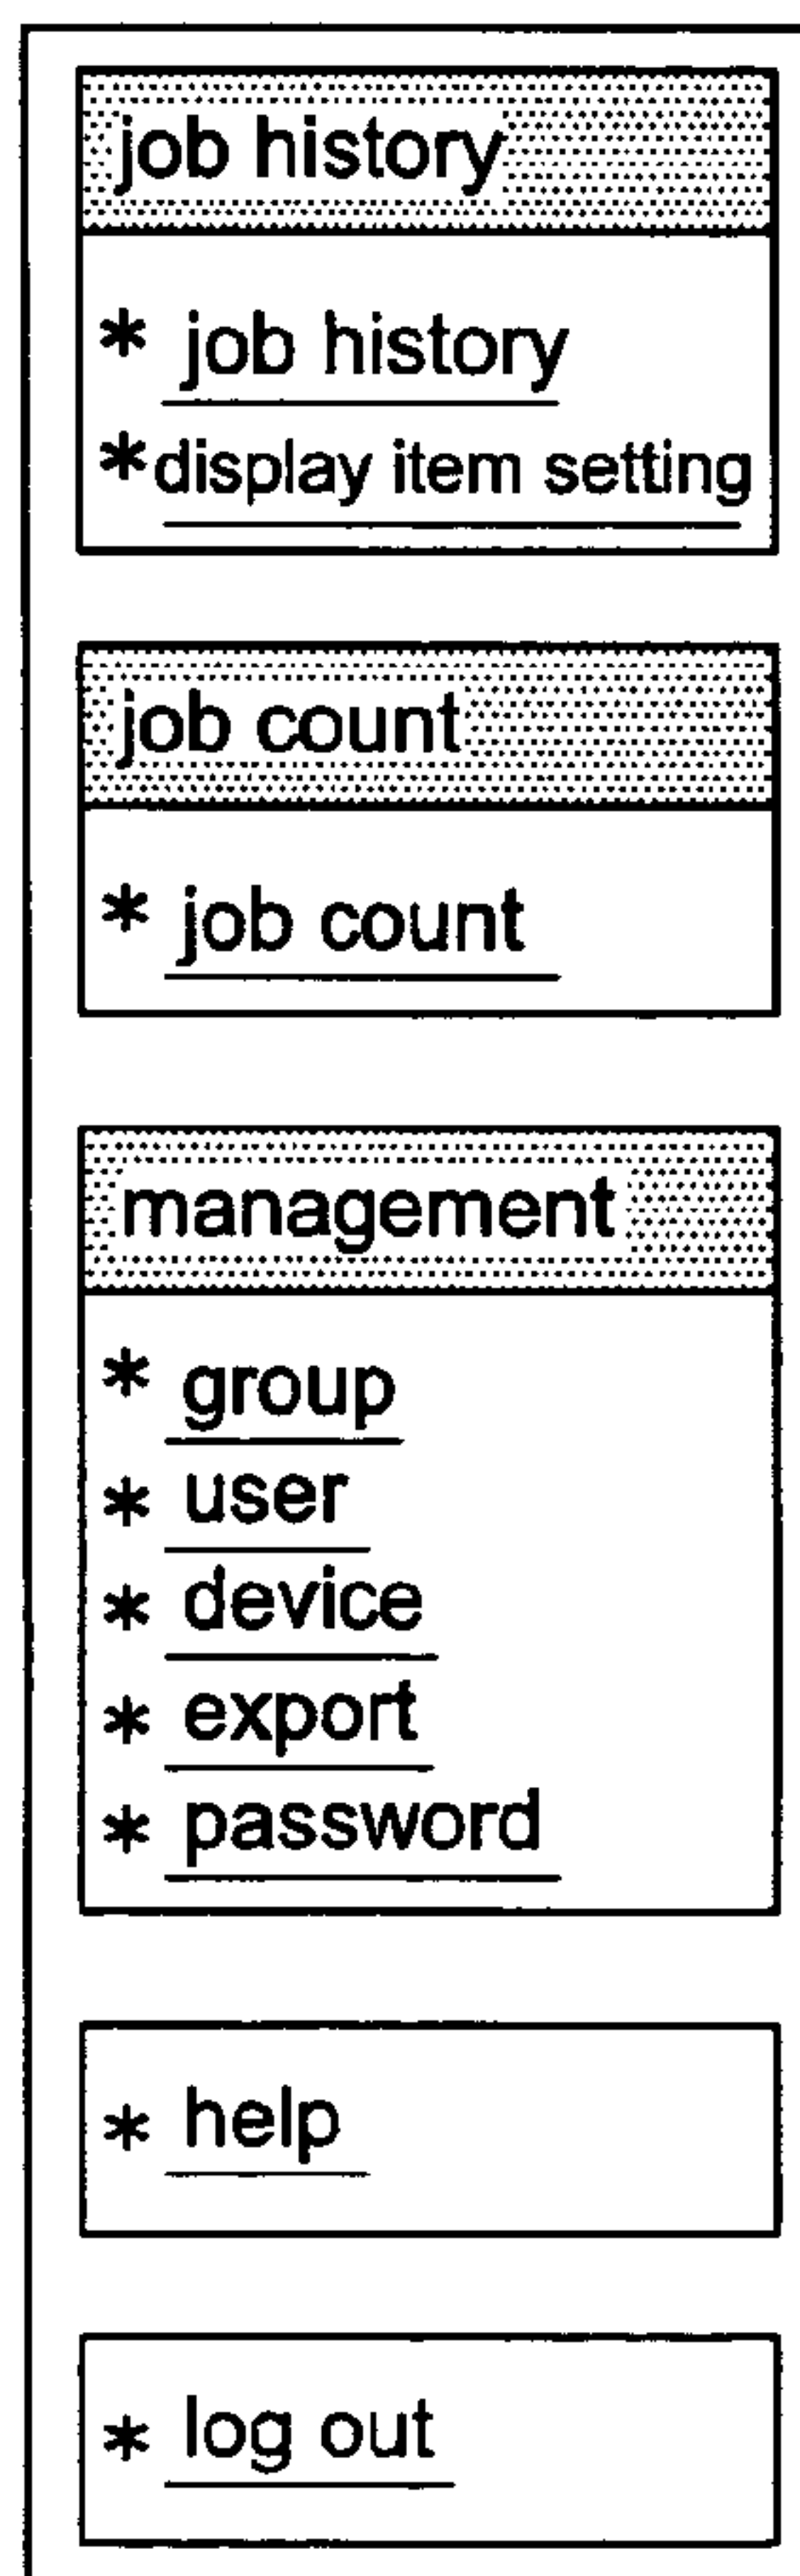 job history
* job history
*display item setting
job count
* job count
management
* group
* user
* device
* export
* password
* help
* log out